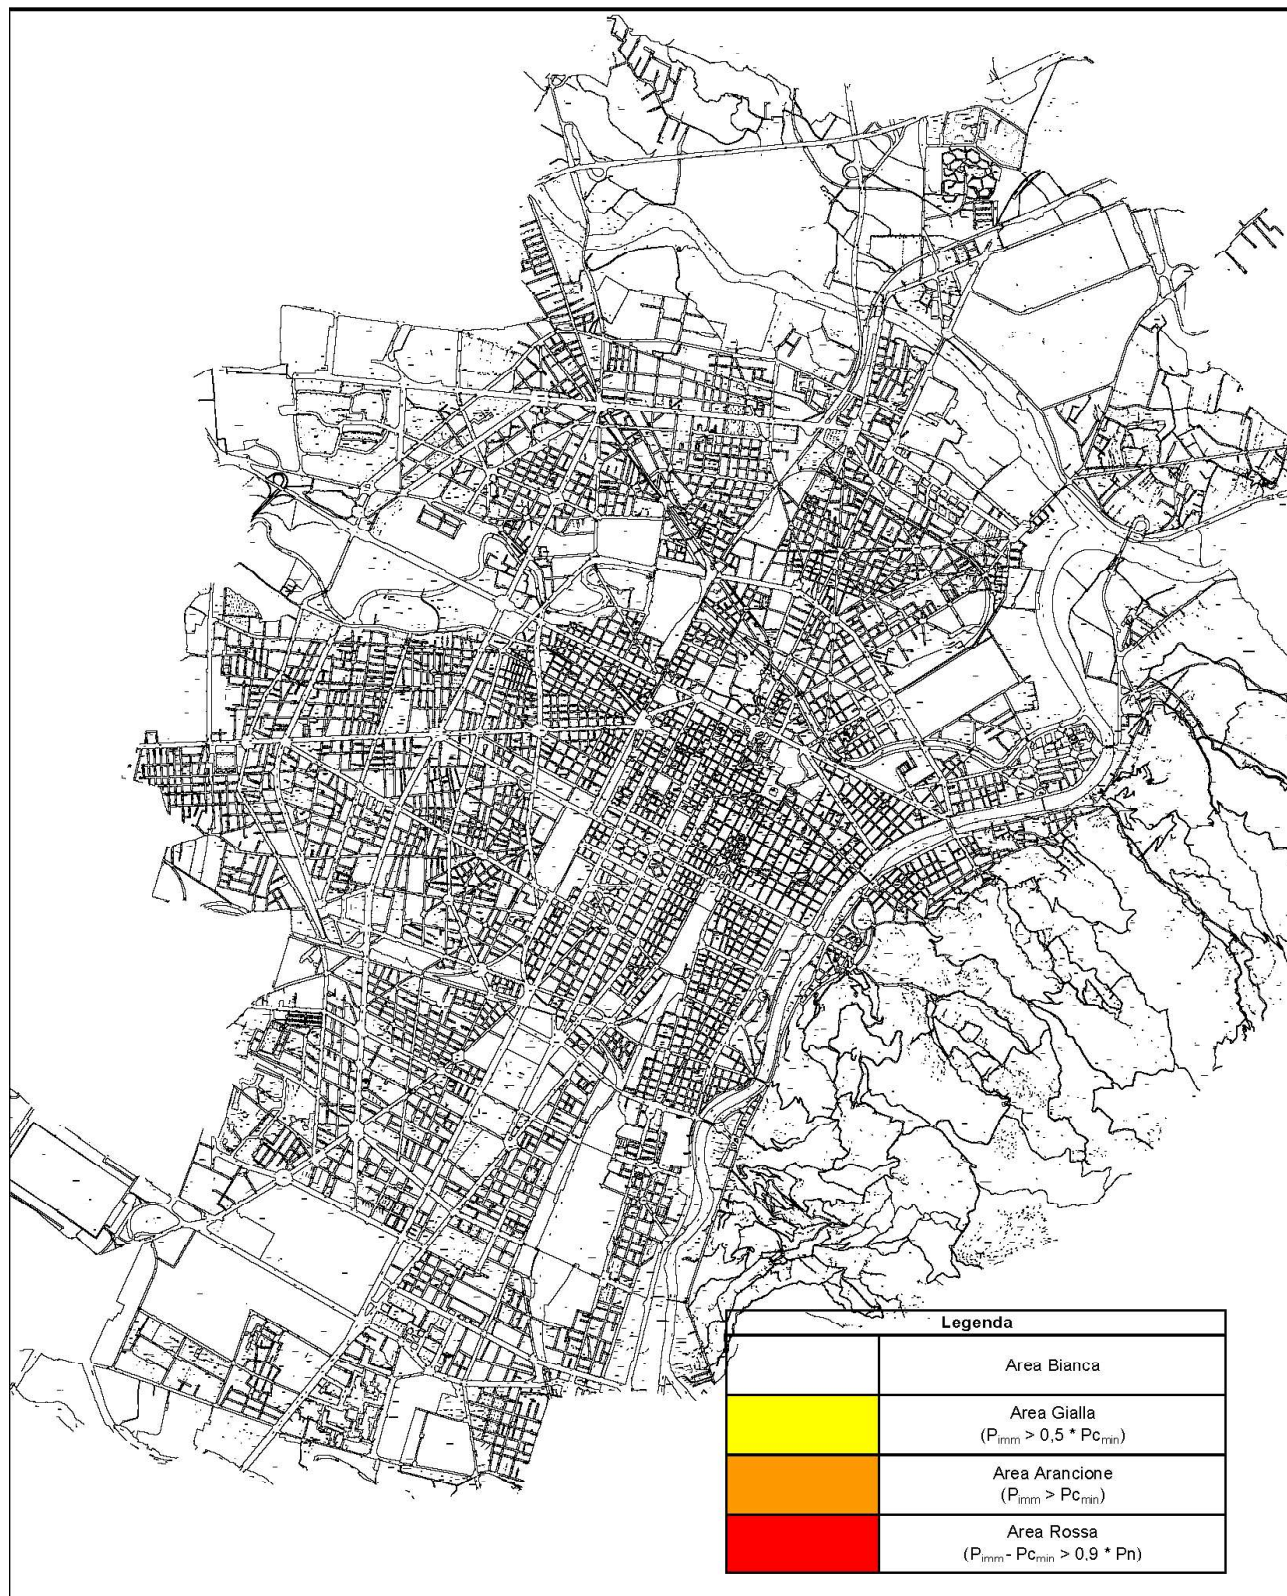 Legenda
Area Bianca
Area Gialla
(Pimm > 0,5 * Pcmin)
Area Arancione
(Pimm > Pcmin)
Area Rossa
(Pimm - Pcmin > 0,9 * Pn)